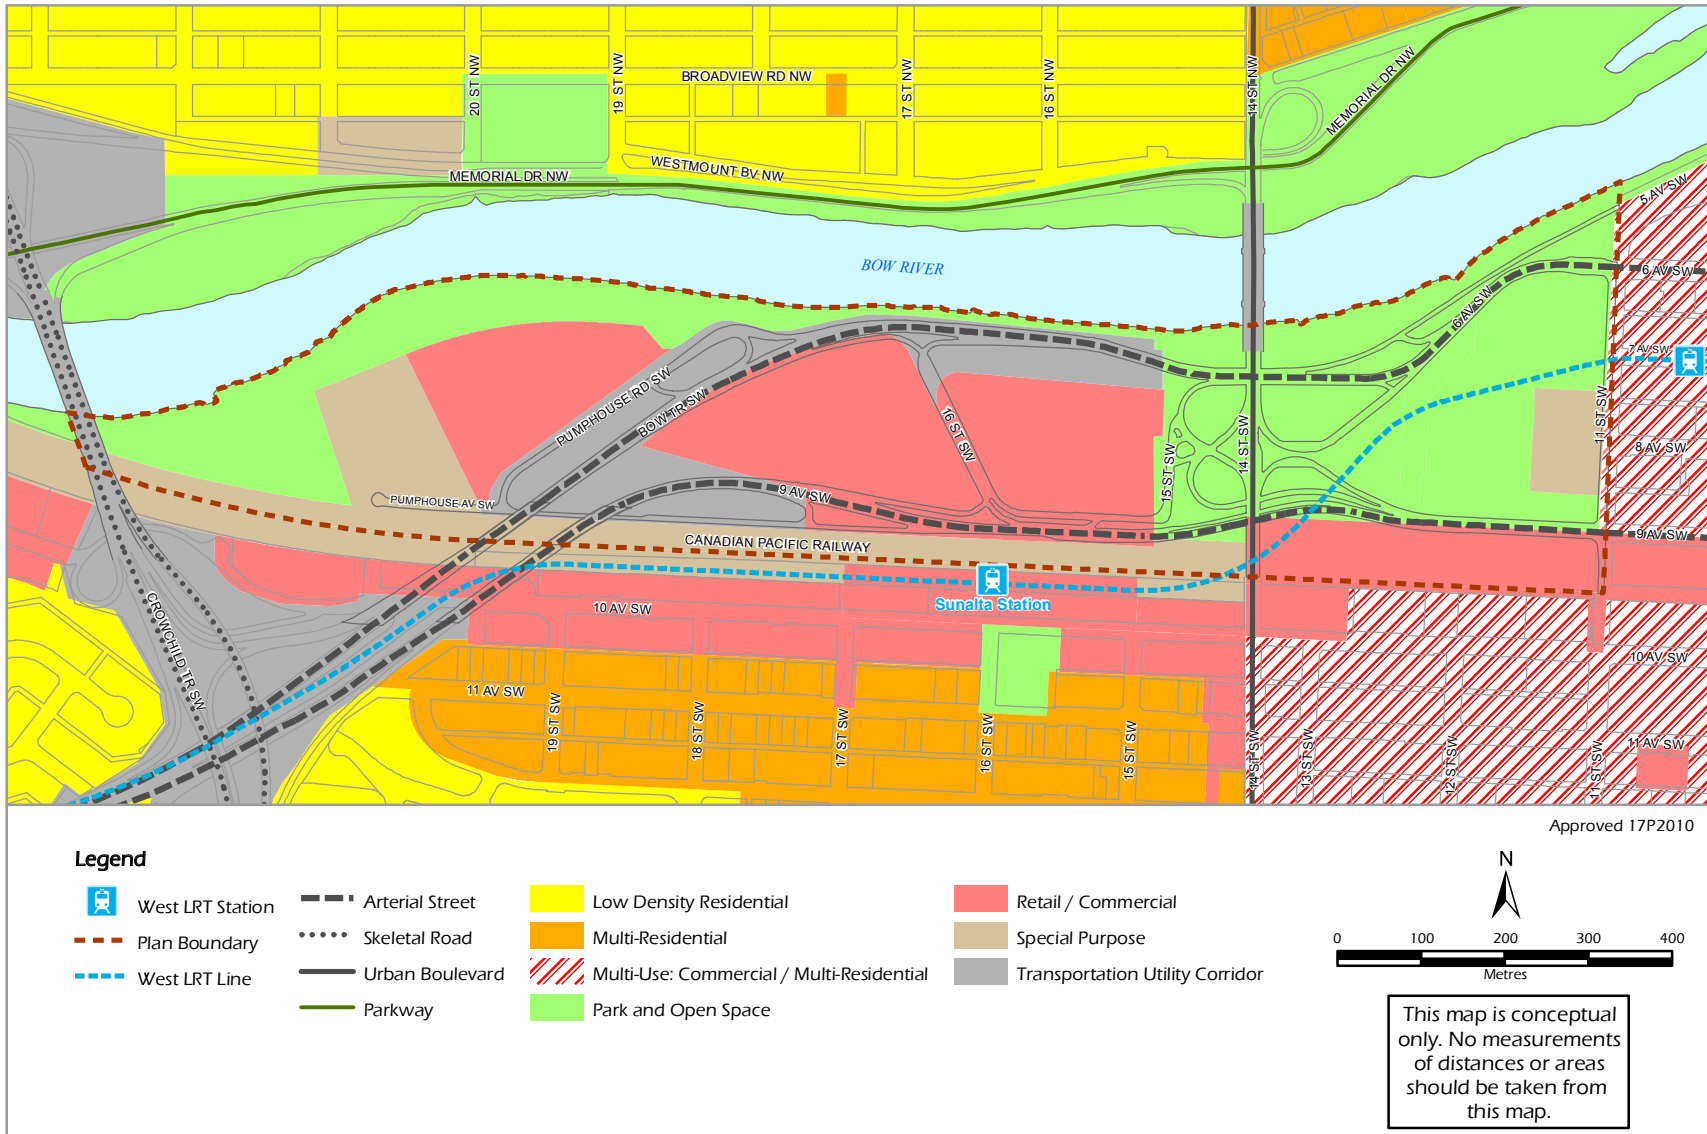 BROADVIEW RD NW
20 ST NW
19 ST NW
17 ST NW
16 ST NW
14 ST NW
MEMORIAL DR NW
WESTMOUNT BV NW
MEMORIAL DR NW
5 AV SW
BOW RIVER
6 AV SW
6 AV SW
7 AV SW
PUMPHOUSE RD SW
BOW TR SW
16 ST SW
15 ST SW
14 ST SW
11 ST SW
8 AV SW
PUMPHOUSE AV SW
9 AV SW
9 AV SW
CANADIAN PACIFIC RAILWAY
Sunalta Station
10 AV SW
CROWCHILD TR SW
10 AV SW
11 AV SW
19 ST SW
18 ST SW
17 ST SW
16 ST SW
15 ST SW
14 ST SW
13 ST SW
12 ST SW
11 ST SW
11 AV SW
Approved 17P2010
Legend
West LRT Station
Plan Boundary
West LRT Line
Arterial Street
Skeletal Road
Urban Boulevard
Parkway
Low Density Residential
Multi-Residential
Multi-Use: Commercial / Multi-Residential
Park and Open Space
Retail / Commercial
Special Purpose
Transportation Utility Corridor
N
0 100 200 300 400
Metres
This map is conceptual
only. No measurements
of distances or areas
should be taken from
this map.